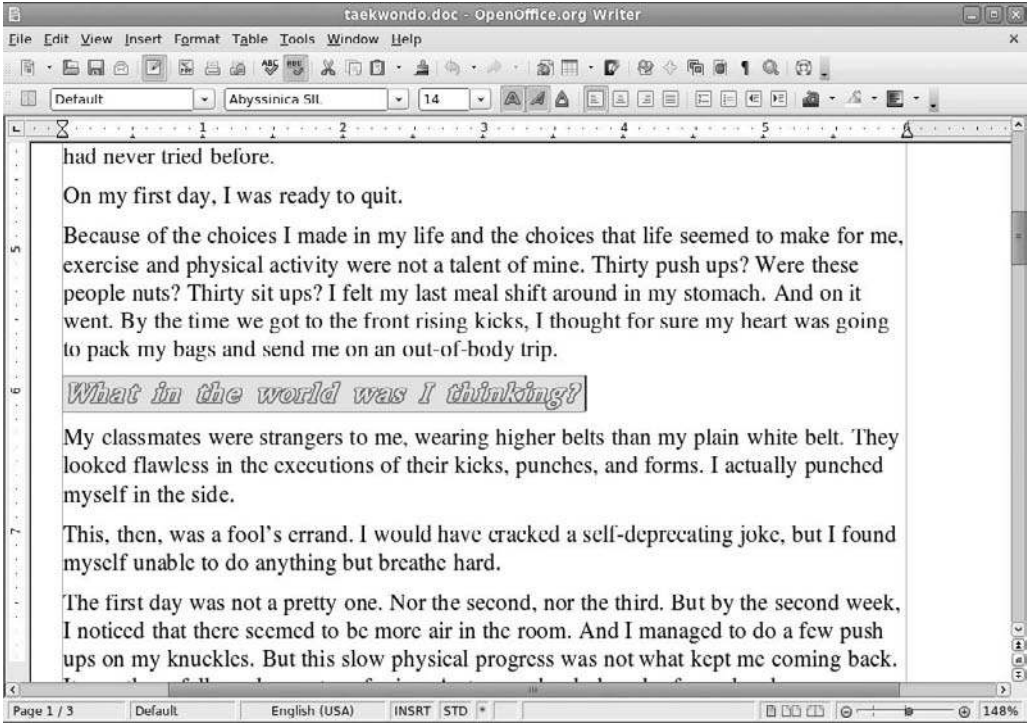 taekwondo.doc - OpenOffice.org Writer
File Edit View Insert Format Table Tools Window Help
Default Abyssinica SIL 14
1 2 3 4 5 6
had never tried before.
On my first day, I was ready to quit.
Because of the choices I made in my life and the choices that life seemed to make for me,
exercise and physical activity were not a talent of mine. Thirty push ups? Were these
people nuts? Thirty sit ups? I felt my last meal shift around in my stomach. And on it
went. By the time we got to the front rising kicks, I thought for sure my heart was going
to pack my bags and send me on an out-of-body trip.
What in the world was I thinking?
My classmates were strangers to me, wearing higher belts than my plain white belt. They
looked flawless in the executions of their kicks, punches, and forms. I actually punched
myself in the side.
This, then, was a fool's errand. I would have cracked a self-deprecating joke, but I found
myself unable to do anything but breathe hard.
The first day was not a pretty one. Nor the second, nor the third. But by the second week,
I noticed that there seemed to be more air in the room. And I managed to do a few push
ups on my knuckles. But this slow physical progress was not what kept me coming back.
Page 1 / 3 Default English (USA) INSRT STD * 148%